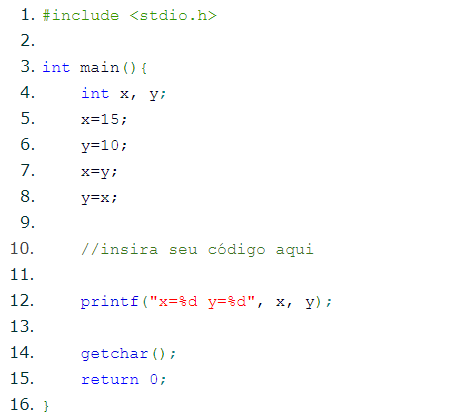 1. #include <stdio.h>
2.
3. int main(){
4.     int x, y;
5.     x=15;
6.     y=10;
7.     x=y;
8.     y=x;
9.
10.     //insira seu código aqui
11.
12.     printf("x=%d y=%d", x, y);
13.
14.     getchar();
15.     return 0;
16. }